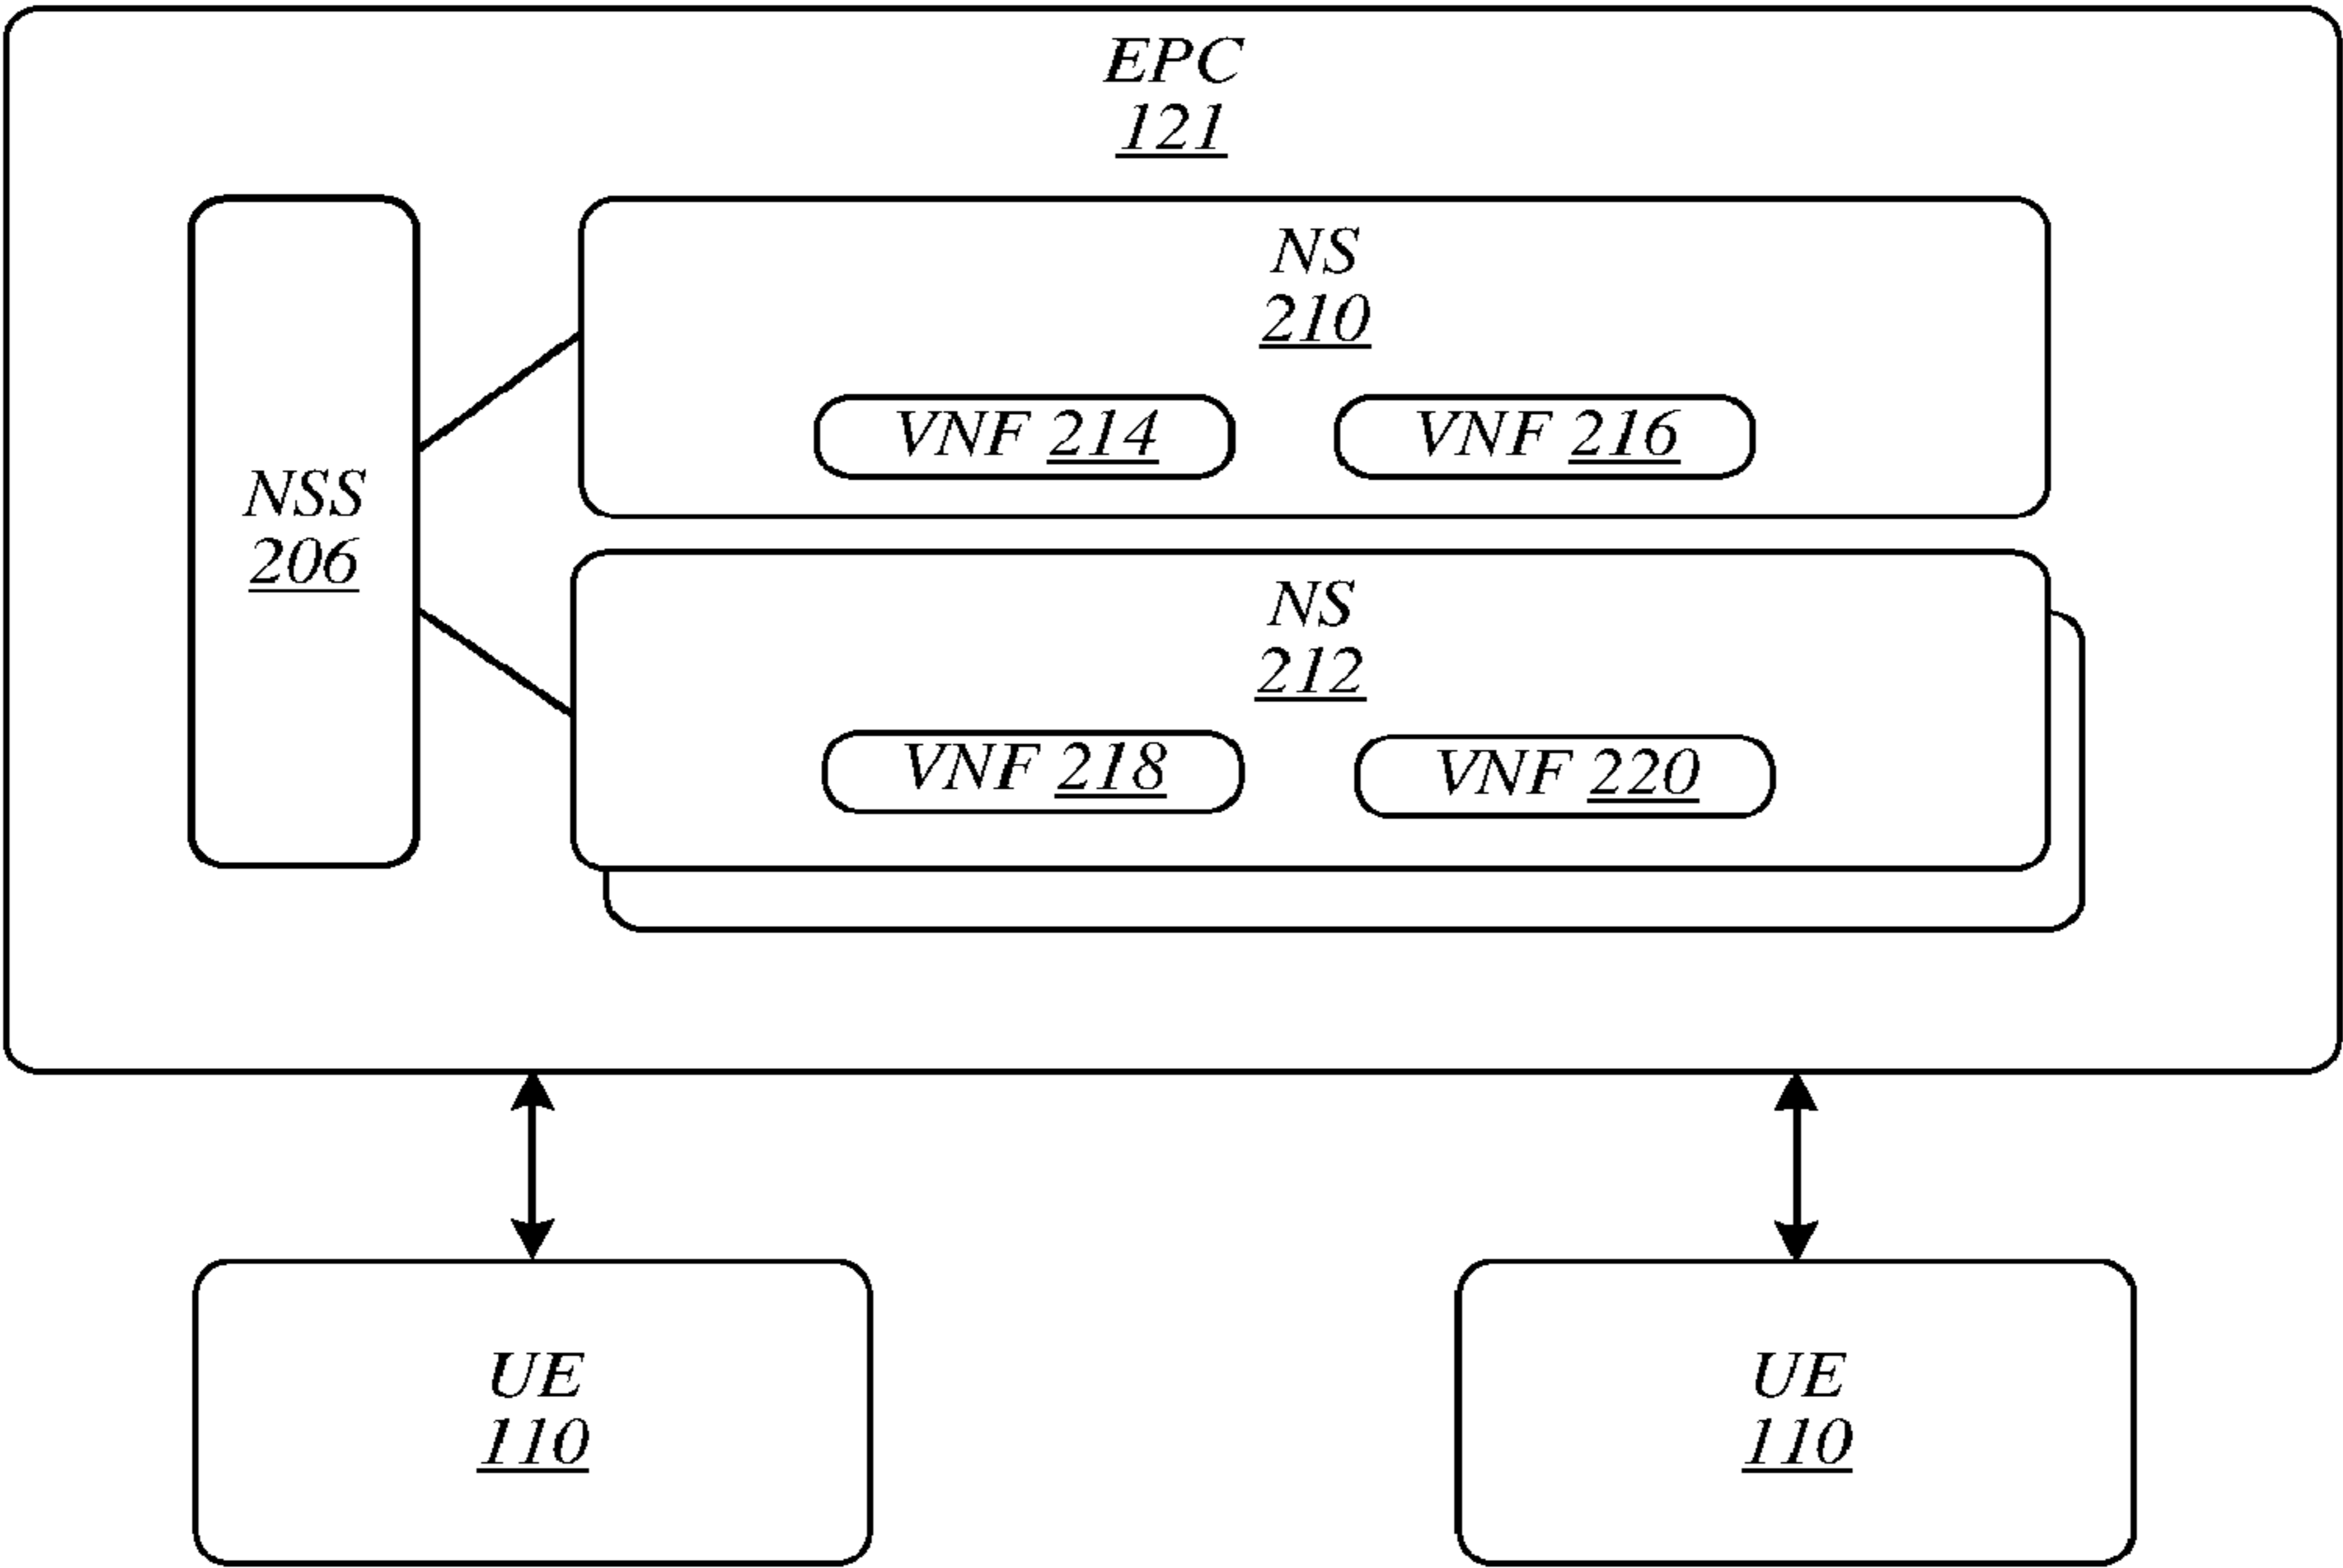 EPC
121
NS
210
VNF 214 VNF 216
NSS
206
NS
212
VNF 218 VNF 220
UE
110
UE
110